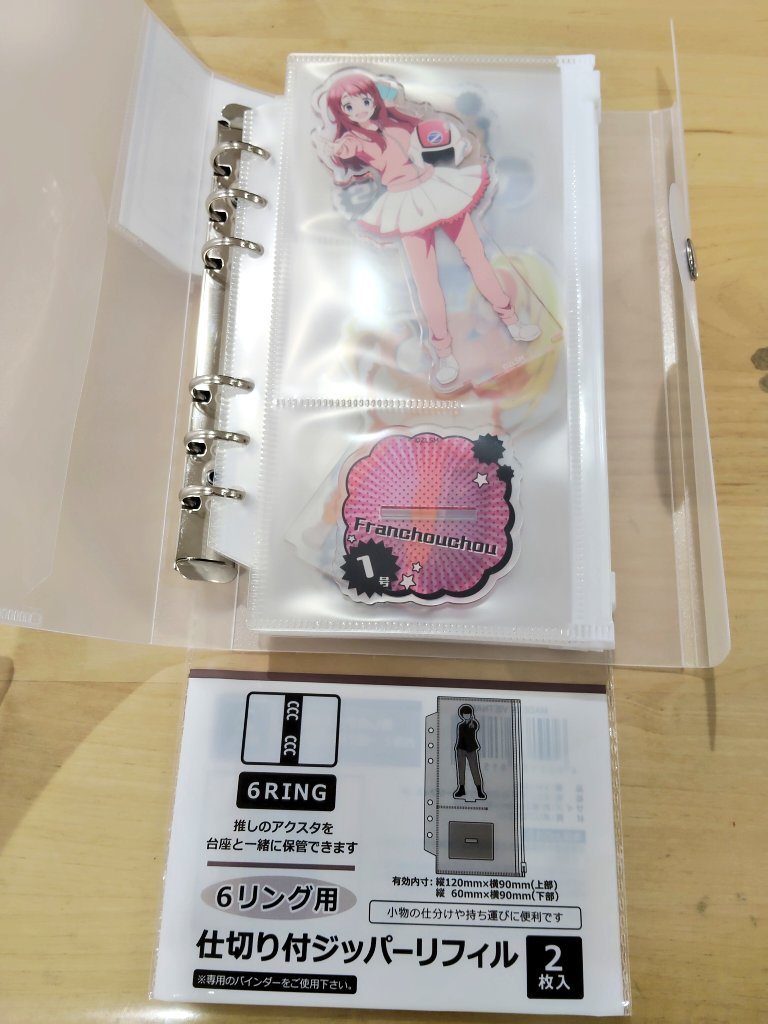 ©ZLSM
Franchouchou
1
号
6RING
推しのアクスタを
台座と一緒に保管できます
有効内寸:縦120mm×横90mm(上部)
縦 60mm×横90mm(下部)
6リング用
小物の仕分けや持ち運びに便利です
仕切り付ジッパーリフィル
2
枚入
※専用のバインダーをご使用下さい。